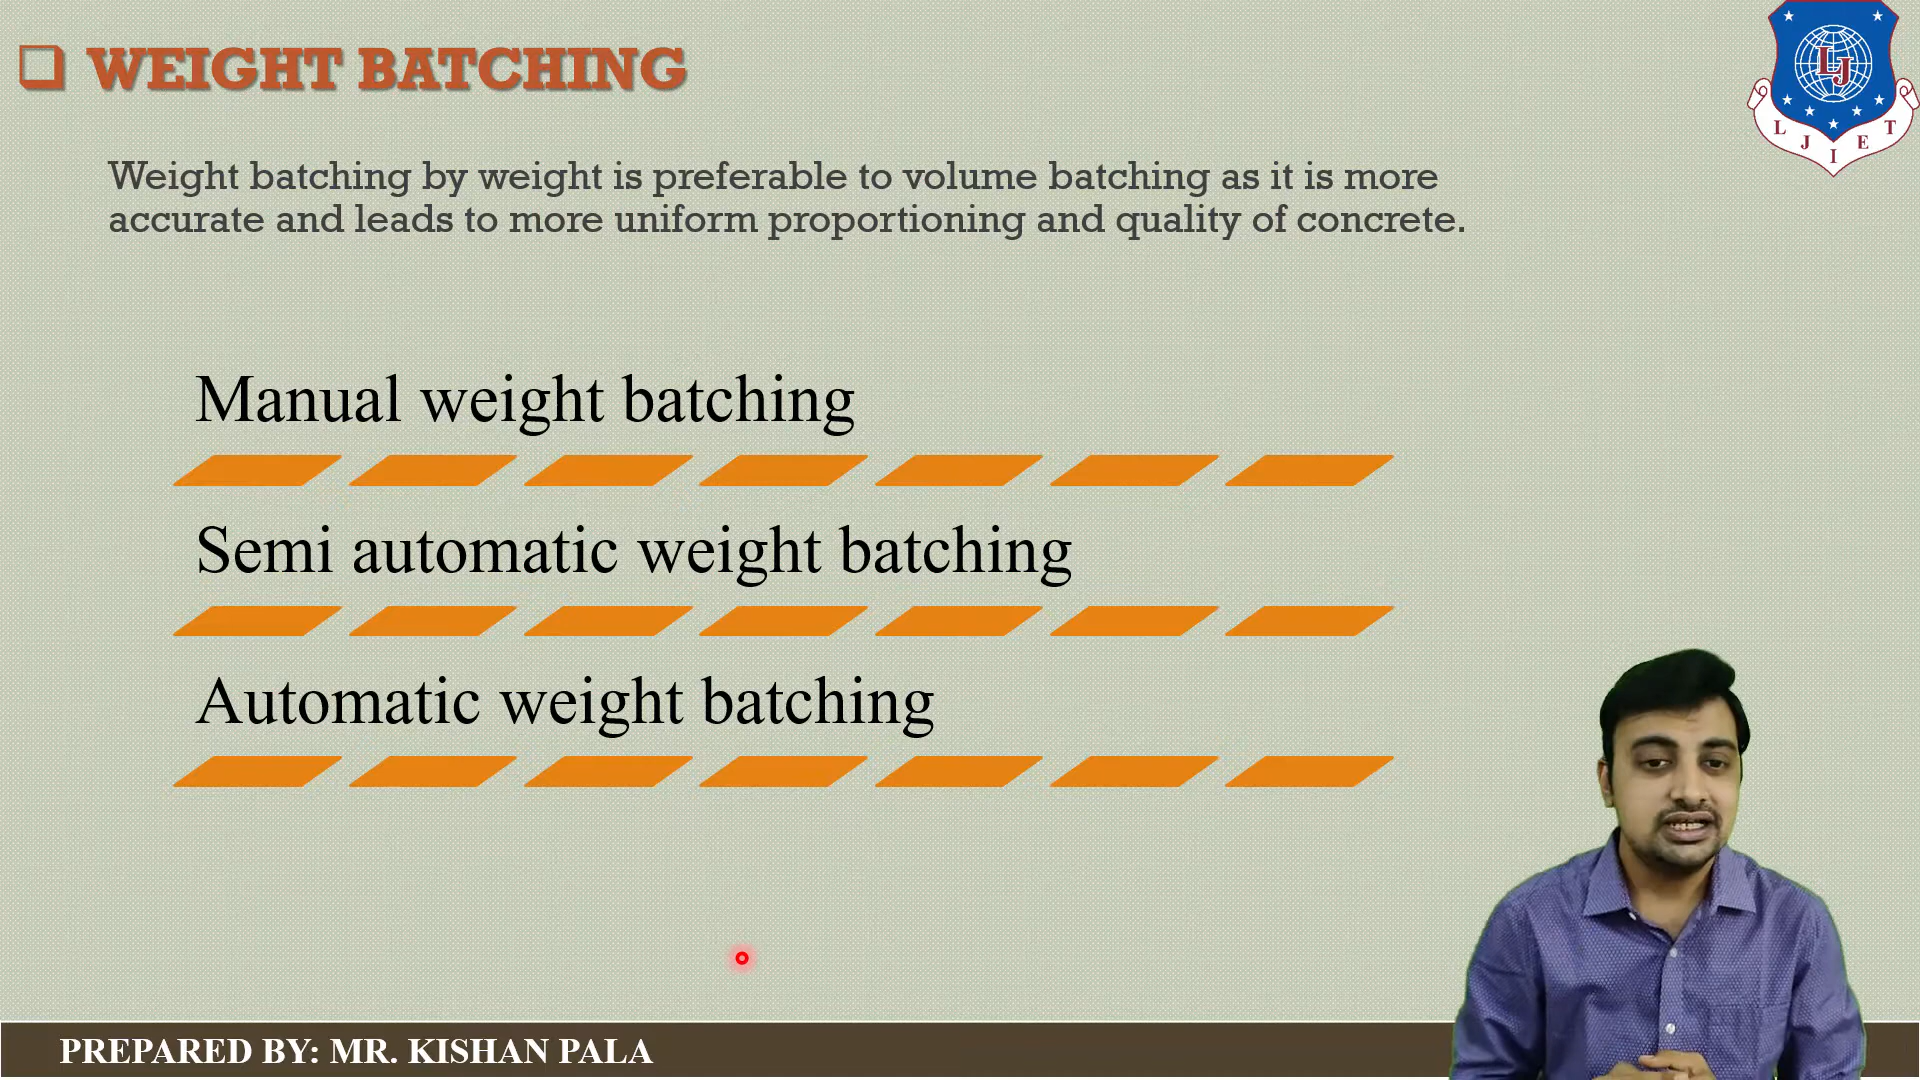 WEIGHT BATCHING
Weight batching by weight is preferable to volume batching as it is more
accurate and leads to more uniform proportioning and quality of concrete.
Manual weight batching
Semi automatic weight batching
Automatic weight batching
LJ
L J I E T
PREPARED BY: MR. KISHAN PALA